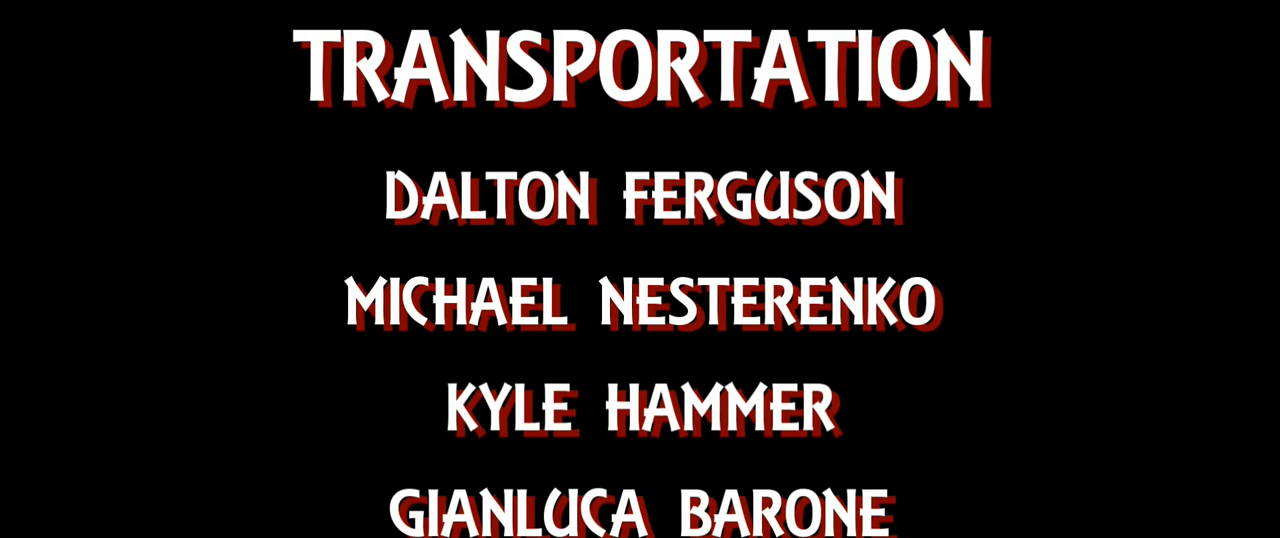 TRANSPORTATION
DALTON FERGUSON
MICHAEL NESTERENKO
KYLE HAMMER
GIANLUCA BARONE